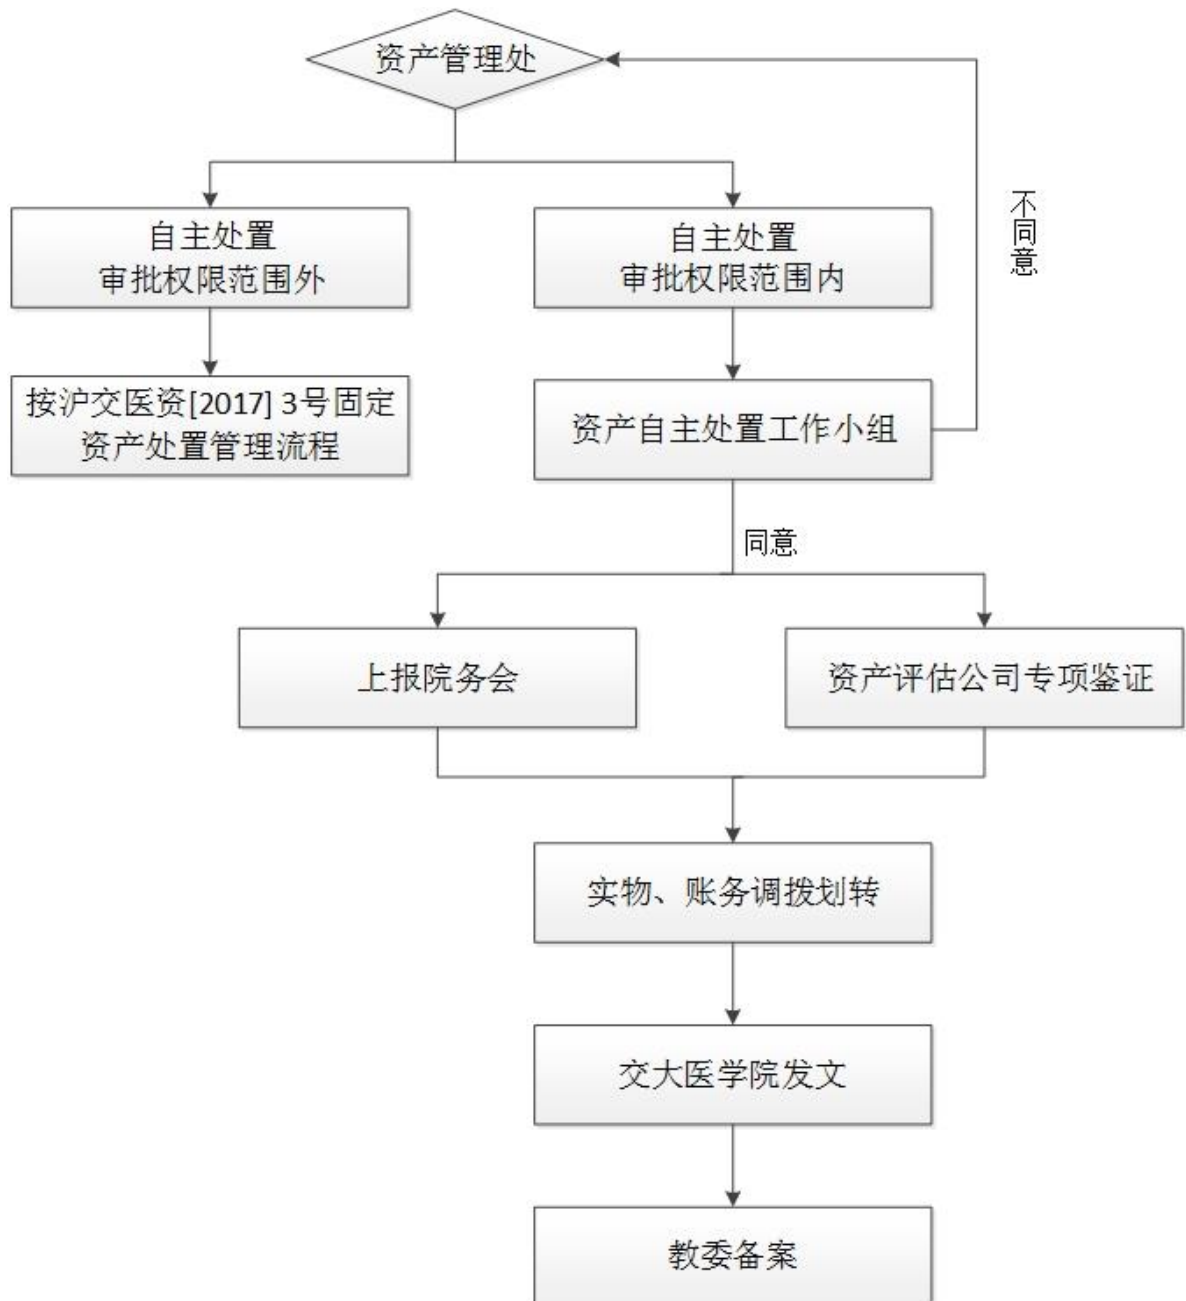 资产管理处
自主处置
审批权限范围外
自主处置
审批权限范围内
不同意
按沪交医资[2017] 3号固定
资产处置管理流程
资产自主处置工作小组
同意
上报院务会
资产评估公司专项鉴证
实物、账务调拨划转
交大医学院发文
教委备案